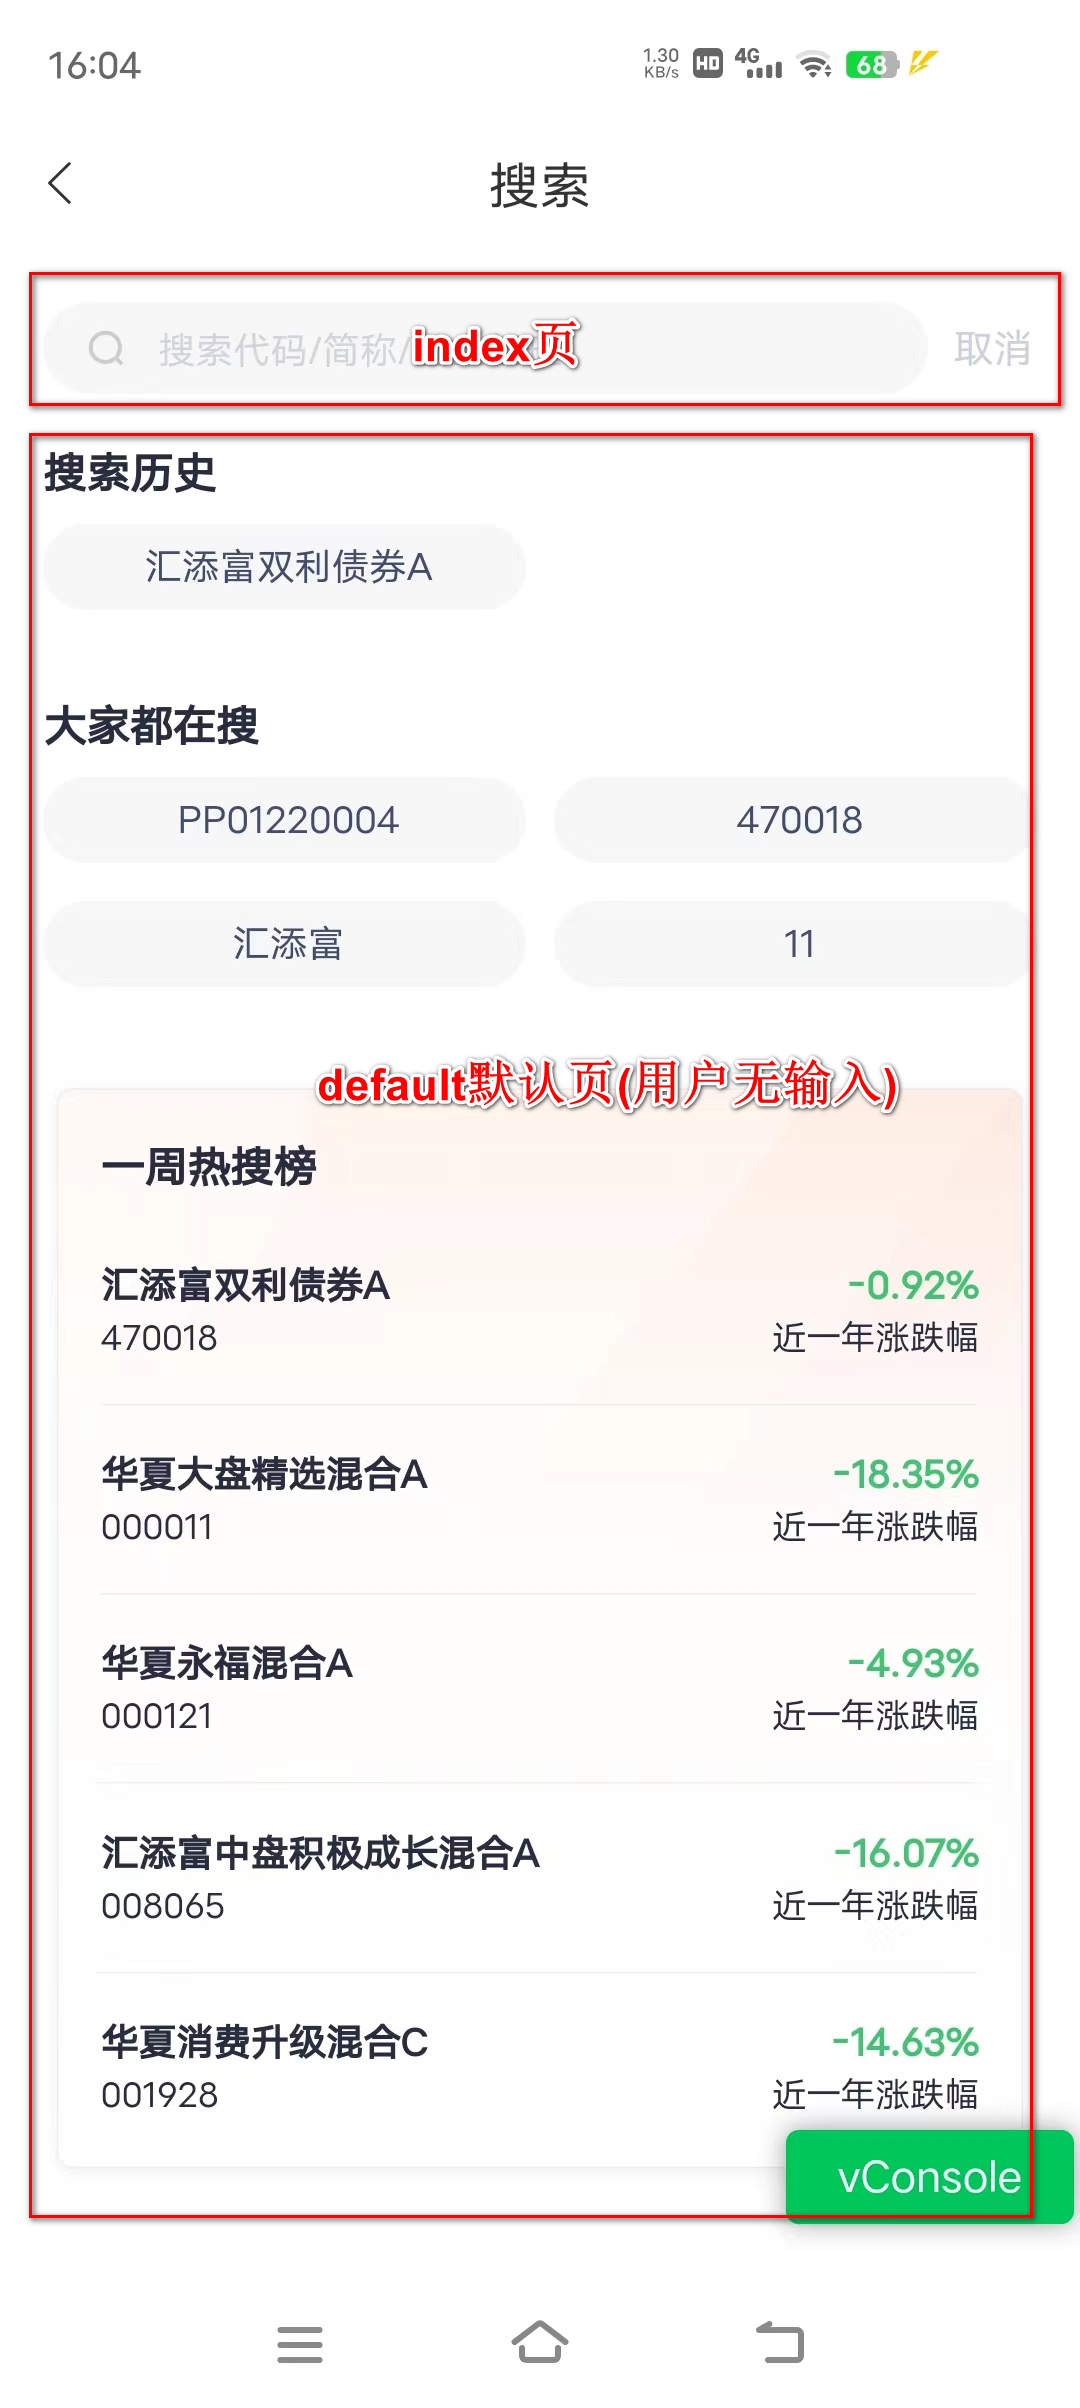 16:04
1.30 KB/s HD 4G 68
搜索
搜索代码/简称/ index页 取消
搜索历史
汇添富双利债券A
大家都在搜
PP01220004 470018
汇添富 11
default默认页(用户无输入)
一周热搜榜
汇添富双利债券A -0.92%
470018 近一年涨跌幅
华夏大盘精选混合A -18.35%
000011 近一年涨跌幅
华夏永福混合A -4.93%
000121 近一年涨跌幅
汇添富中盘积极成长混合A -16.07%
008065 近一年涨跌幅
华夏消费升级混合C -14.63%
001928 近一年涨跌幅
vConsole